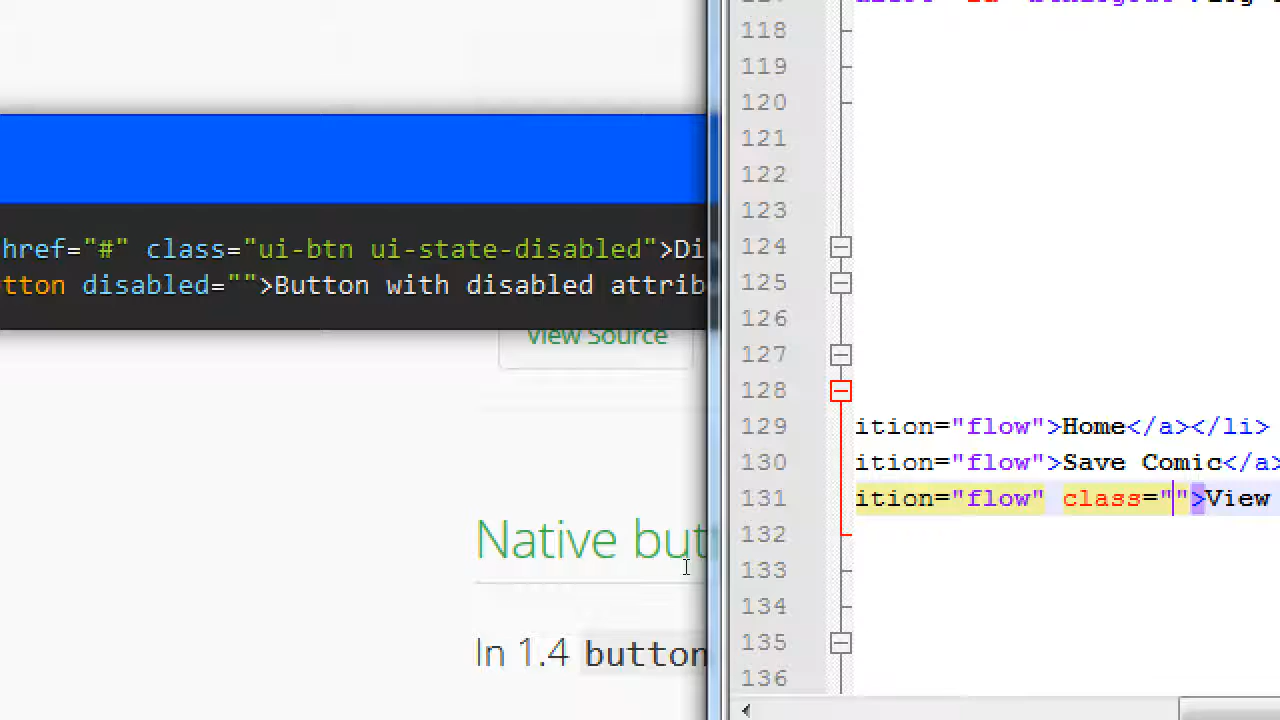 href="#" class="ui-btn ui-state-disabled">Di
tton disabled="">Button with disabled attrib
View Source
Native but
In 1.4 button
118
119
120
121
122
123
124
125
126
127
128
129 ition="flow">Home</a></li>
130 ition="flow">Save Comic</a>
131 ition="flow" class="">View
132
133
134
135
136